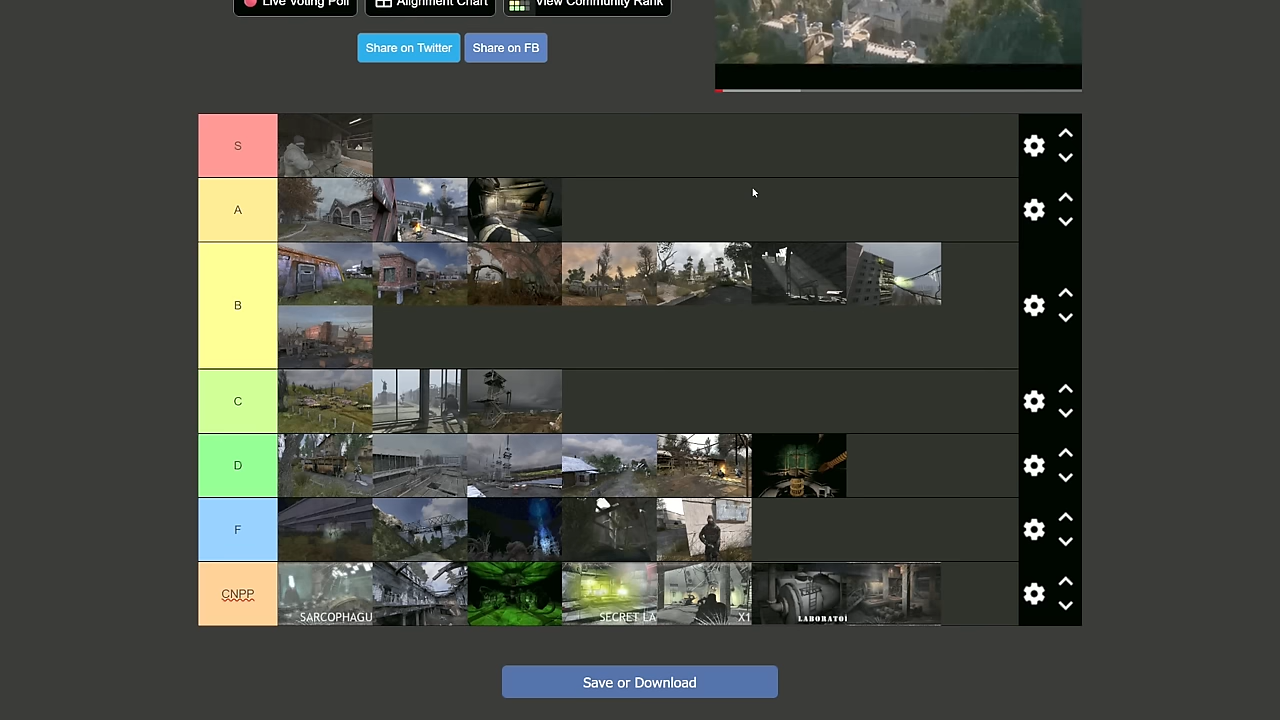 Live Voting Poll
Alignment Chart
View Community Rank
Share on Twitter
Share on FB
S
A
B
C
D
F
CNPP
SARCOPHAGU
SECRET LA
X1
LABORATO
Save or Download